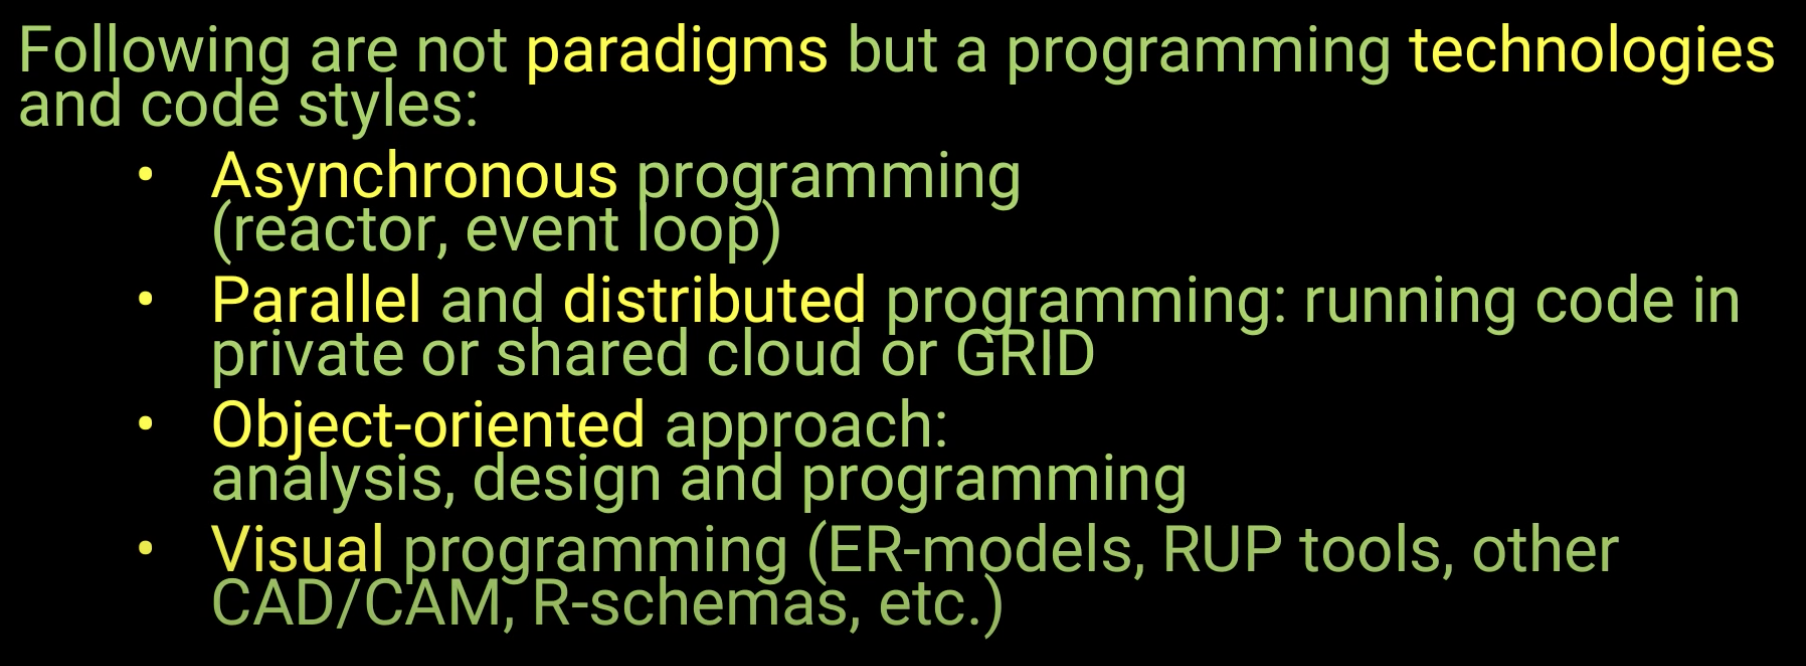 Following are not paradigms but a programming technologies
and code styles:
• Asynchronous programming
(reactor, event loop)
• Parallel and distributed programming: running code in
private or shared cloud or GRID
• Object-oriented approach:
analysis, design and programming
• Visual programming (ER-models, RUP tools, other
CAD/CAM, R-schemas, etc.)